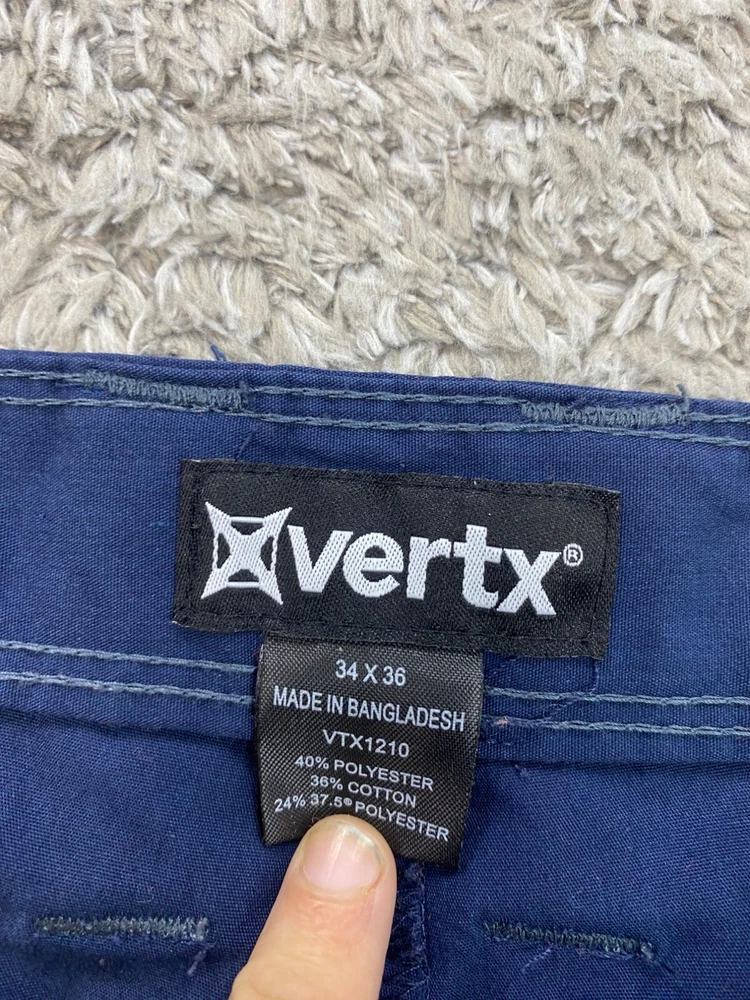 vertx®
34 X 36
MADE IN BANGLADESH
VTX1210
40% POLYESTER
36% COTTON
24% 37.5® POLYESTER